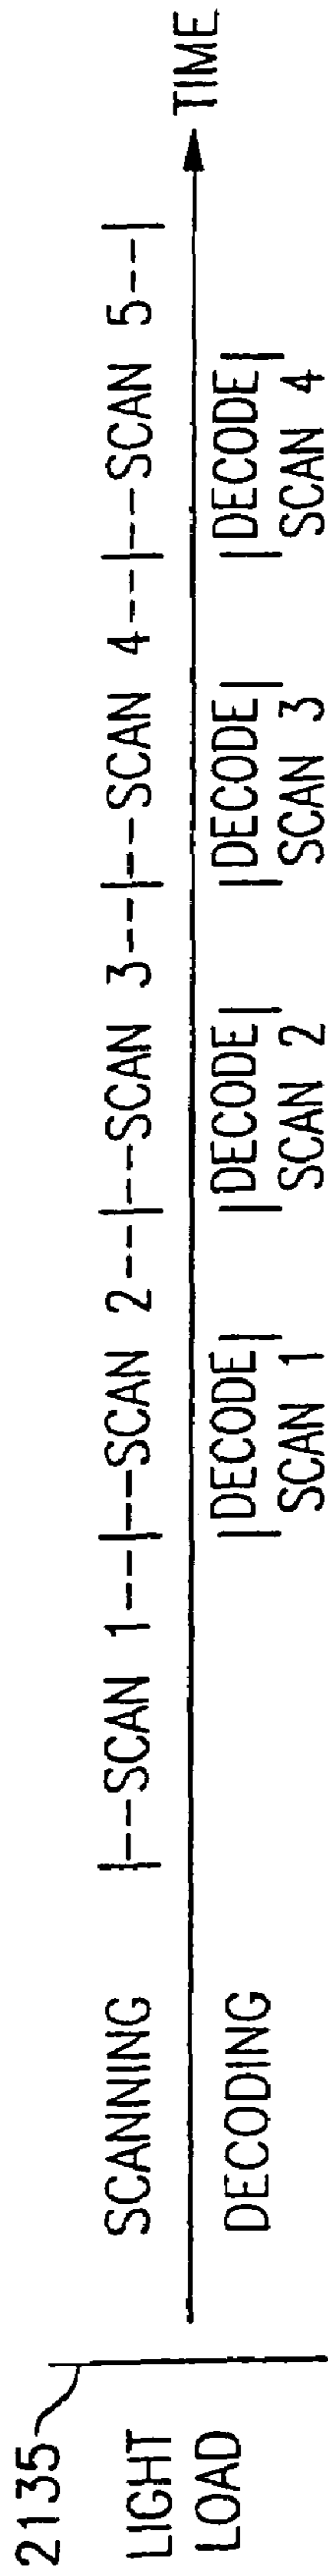 2135
LIGHT
LOAD
SCANNING |--SCAN 1--|--SCAN 2--|--SCAN 3--|--SCAN 4--|--SCAN 5--|
TIME
DECODING |DECODE| |DECODE| |DECODE| |DECODE|
SCAN 1 SCAN 2 SCAN 3 SCAN 4